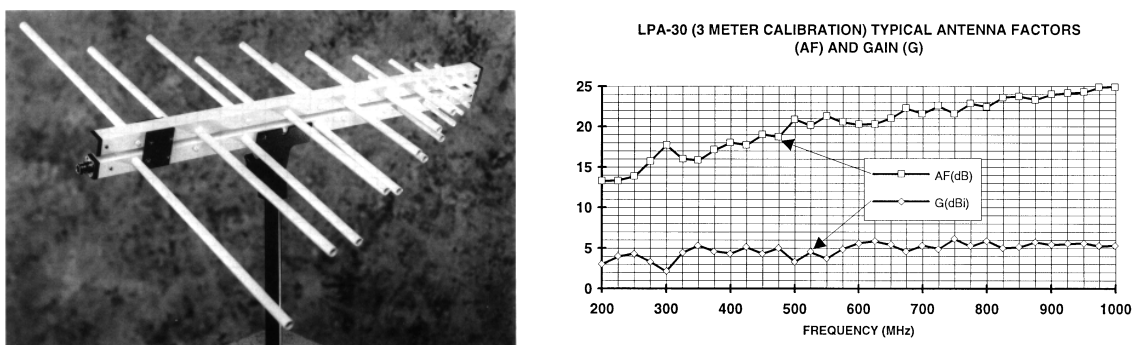 LPA-30 (3 METER CALIBRATION) TYPICAL ANTENNA FACTORS
(AF) AND GAIN (G)
25
20
15
10
5
0
AF(dB)
G(dBi)
200 300 400 500 600 700 800 900 1000
FREQUENCY (MHz)